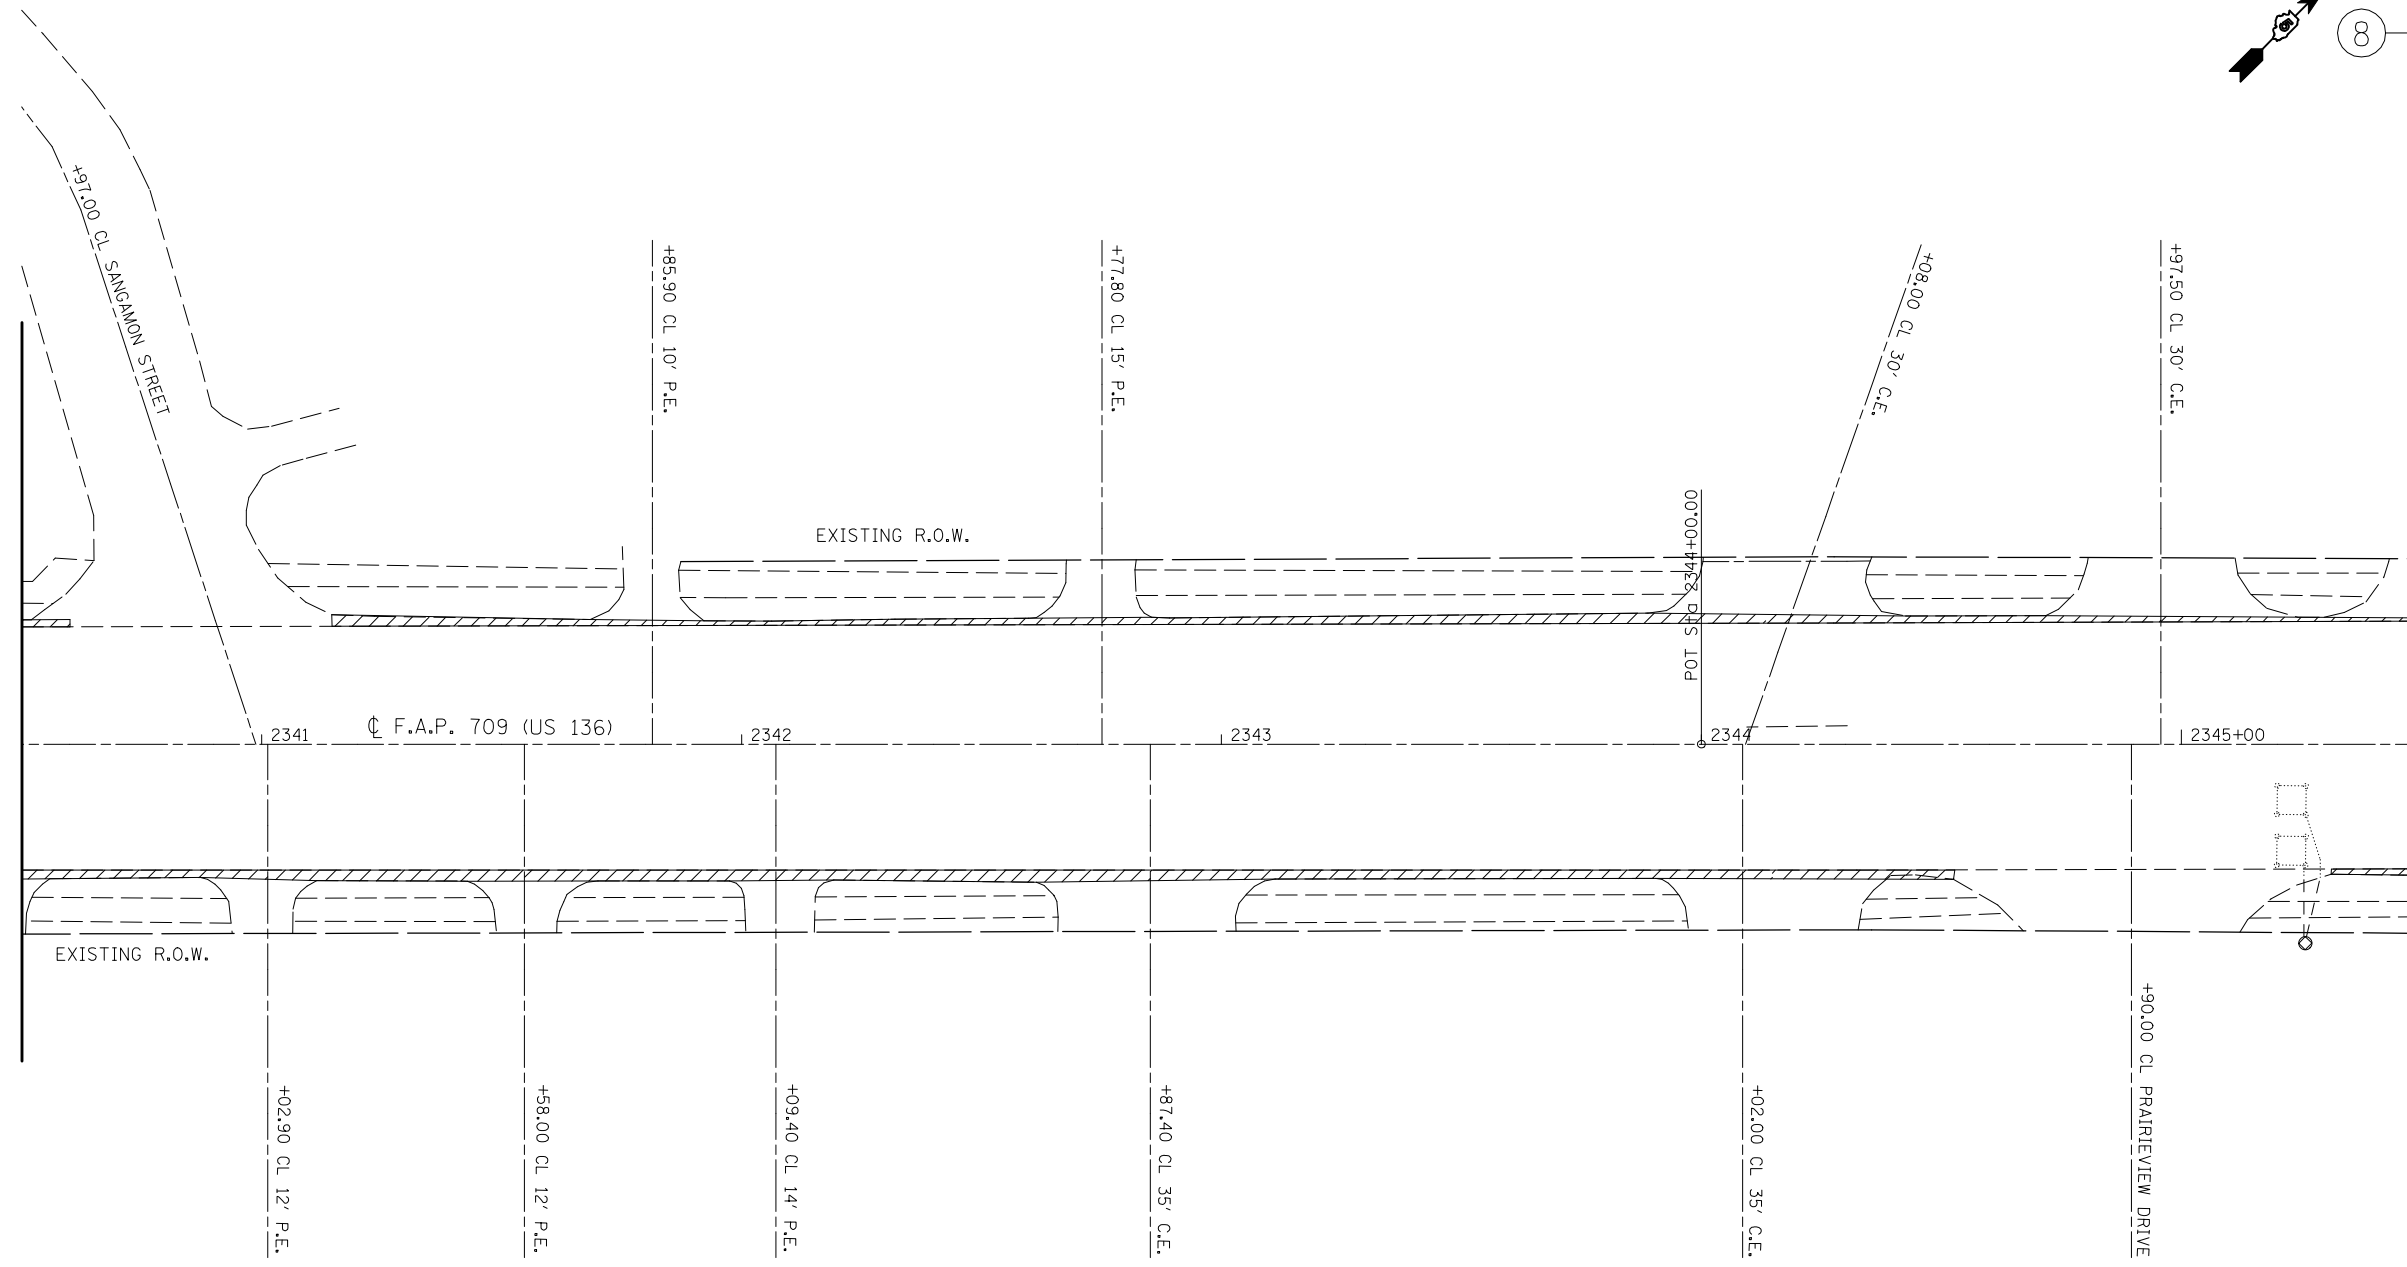 8
+97.00 CL SANGAMON STREET
+85.90 CL 10' P.E.
+77.80 CL 15' P.E.
+08.00 CL 30' C.E.
+97.50 CL 30' C.E.
EXISTING R.O.W.
POT Sta 2344+00.00
℄ F.A.P. 709 (US 136)
2341
2342
2343
2344
2345+00
EXISTING R.O.W.
+02.90 CL 12' P.E.
+58.00 CL 12' P.E.
+09.40 CL 14' P.E.
+87.40 CL 35' C.E.
+02.00 CL 35' C.E.
+90.00 CL PRAIRIEVIEW DRIVE